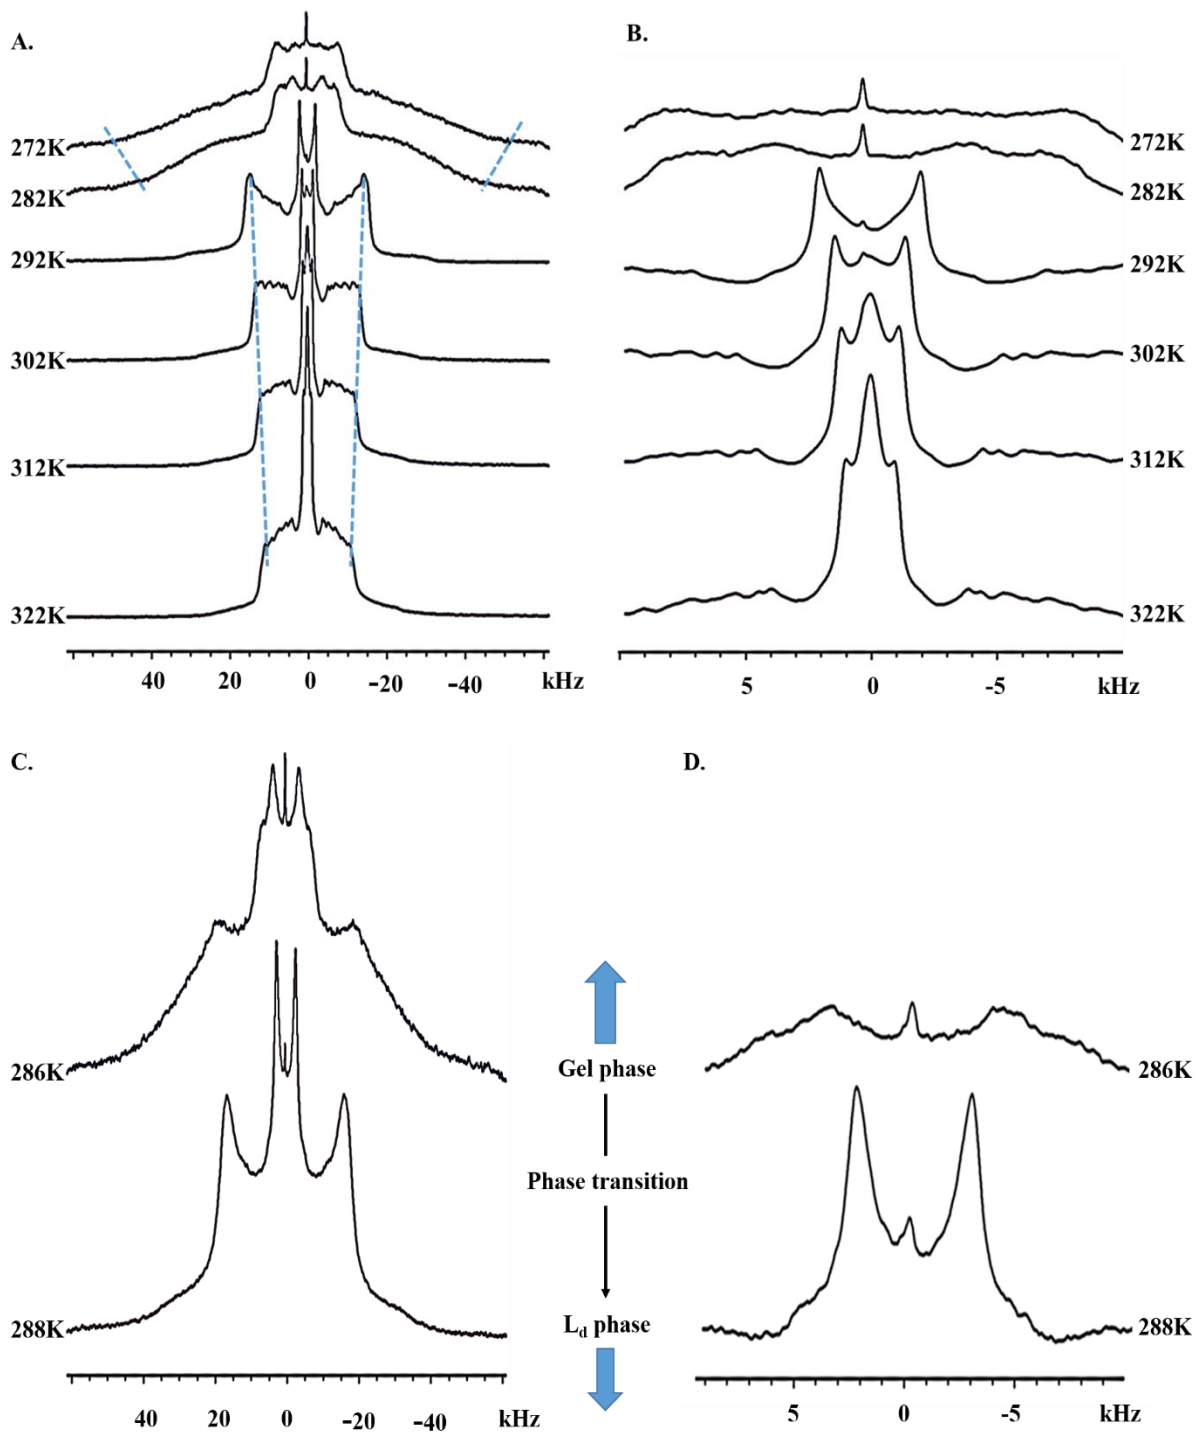 A.
B.
272K
282K
292K
302K
312K
322K
40 20 0 -20 -40 kHz
272K
282K
292K
302K
312K
322K
5 0 -5 kHz
C.
D.
286K
288K
40 20 0 -20 -40 kHz
Gel phase
Phase transition
Ld phase
286K
288K
5 0 -5 kHz